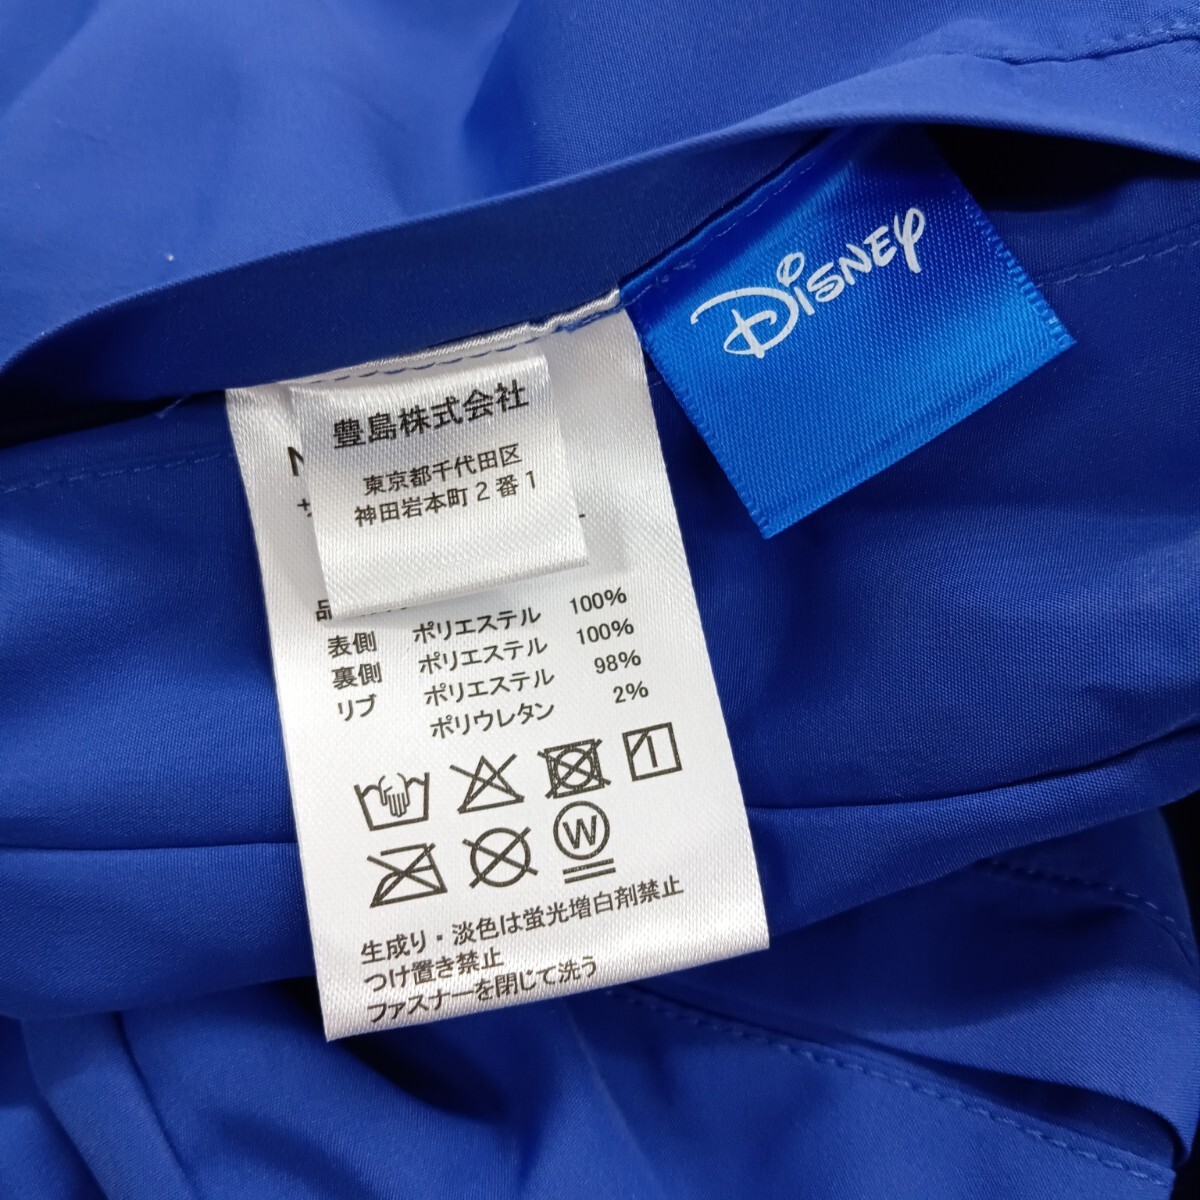 Disney
豊島株式会社
東京都千代田区
神田岩本町2番1
品
表側 ポリエステル 100%
裏側 ポリエステル 100%
リブ ポリエステル 98%
ポリウレタン 2%
W
生成り・淡色は蛍光増白剤禁止
つけ置き禁止
ファスナーを閉じて洗う